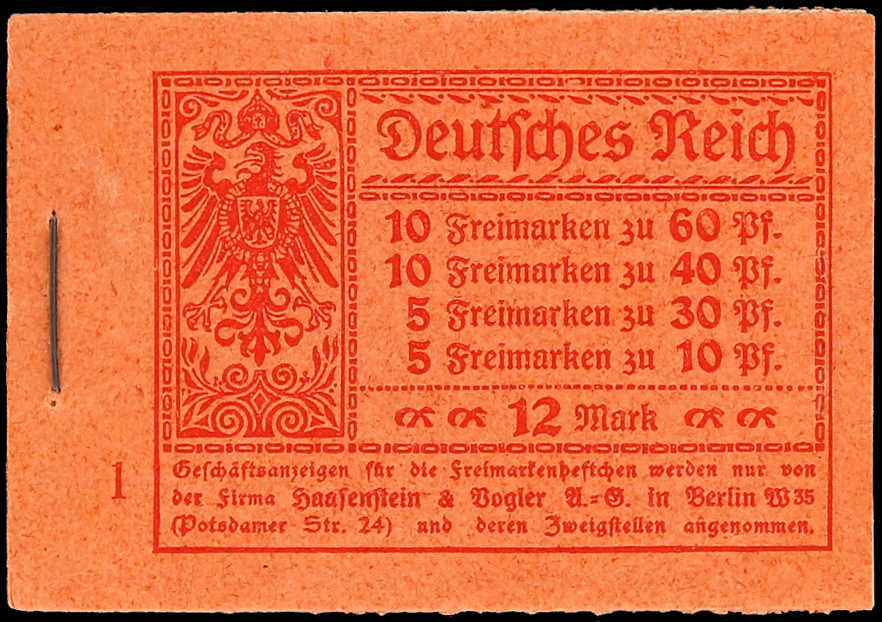 Deutsches Reich
10 Freimarken zu 60 Pf.
10 Freimarken zu 40 Pf.
5 Freimarken zu 30 Pf.
5 Freimarken zu 10 Pf.
12 Mark
1
Geschäftsanzeigen für die Freimarkenheftchen werden nur von
der Firma Haasenstein & Vogler A.=G. in Berlin W 35
(Potsdamer Str. 24) und deren Zweigstellen angenommen.